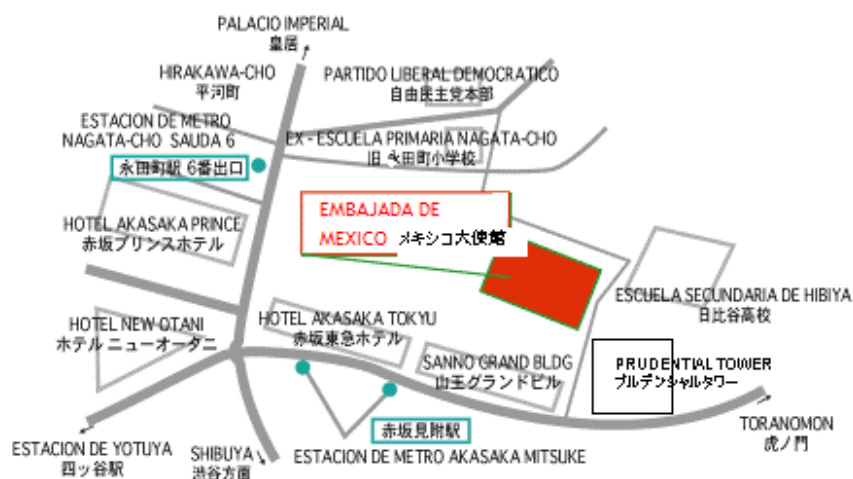 PALACIO IMPERIAL
皇居
HIRAKAWA-CHO
平河町
PARTIDO LIBERAL DEMOCRATICO
自由民主党本部
ESTACION DE METRO
NAGATA-CHO SAUDA 6
永田町駅 6番出口
EX - ESCUELA PRIMARIA NAGATA-CHO
旧 永田町小学校
EMBAJADA DE
MEXICO メキシコ大使館
HOTEL AKASAKA PRINCE
赤坂プリンスホテル
ESCUELA SECUNDARIA DE HIBIYA
日比谷高校
HOTEL NEW OTANI
ホテル ニューオータニ
HOTEL AKASAKA TOKYU
赤坂東急ホテル
SANNO GRAND BLDG
山王グランドビル
PRUDENTIAL TOWER
プルデンシャルタワー
TORANOMON
虎ノ門
赤坂見附駅
ESTACION DE METRO AKASAKA MITSUKE
ESTACION DE YOTUYA
四ッ谷駅
SHIBUYA
渋谷方面